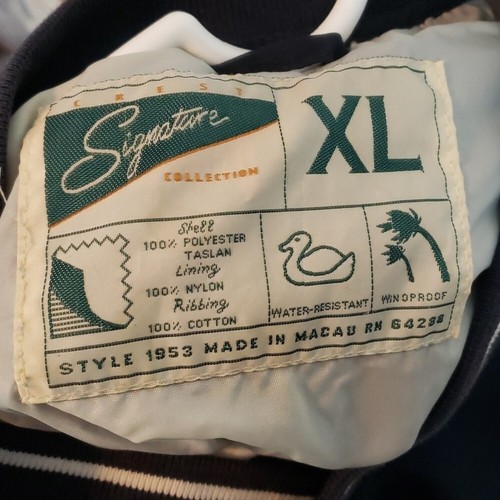 CREST
Signature
COLLECTION
XL
Shell
100% POLYESTER
TASLAN
Lining
100% NYLON
Ribbing
100% COTTON
WATER-RESISTANT
WINDPROOF
STYLE 1953 MADE IN MACAU RN 64288